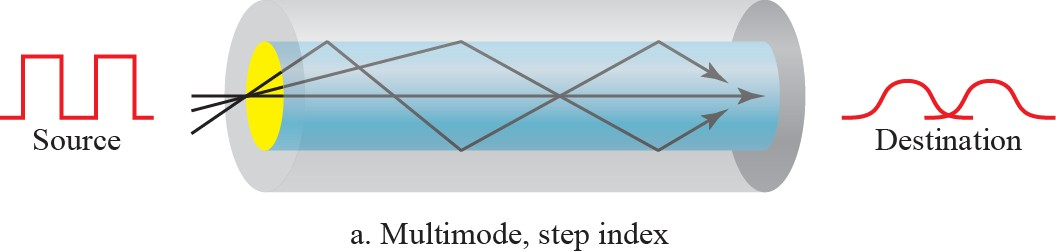 Source
Destination
a. Multimode, step index